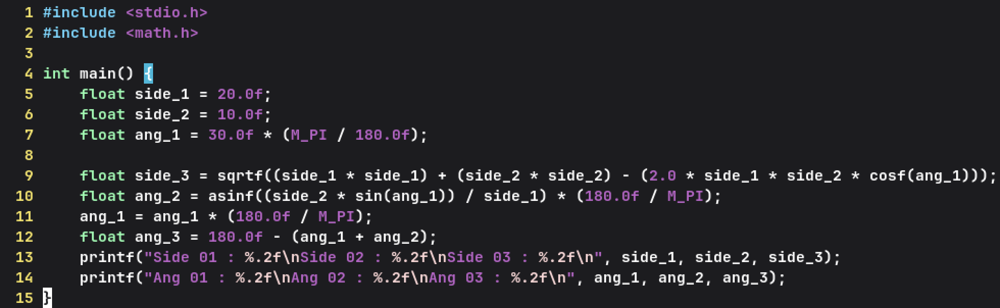 1 #include <stdio.h>
2 #include <math.h>
3
4 int main() {
5     float side_1 = 20.0f;
6     float side_2 = 10.0f;
7     float ang_1 = 30.0f * (M_PI / 180.0f);
8
9     float side_3 = sqrtf((side_1 * side_1) + (side_2 * side_2) - (2.0 * side_1 * side_2 * cosf(ang_1)));
10     float ang_2 = asinf((side_2 * sin(ang_1)) / side_1) * (180.0f / M_PI);
11     ang_1 = ang_1 * (180.0f / M_PI);
12     float ang_3 = 180.0f - (ang_1 + ang_2);
13     printf("Side 01 : %.2f\nSide 02 : %.2f\nSide 03 : %.2f\n", side_1, side_2, side_3);
14     printf("Ang 01 : %.2f\nAng 02 : %.2f\nAng 03 : %.2f\n", ang_1, ang_2, ang_3);
15 }